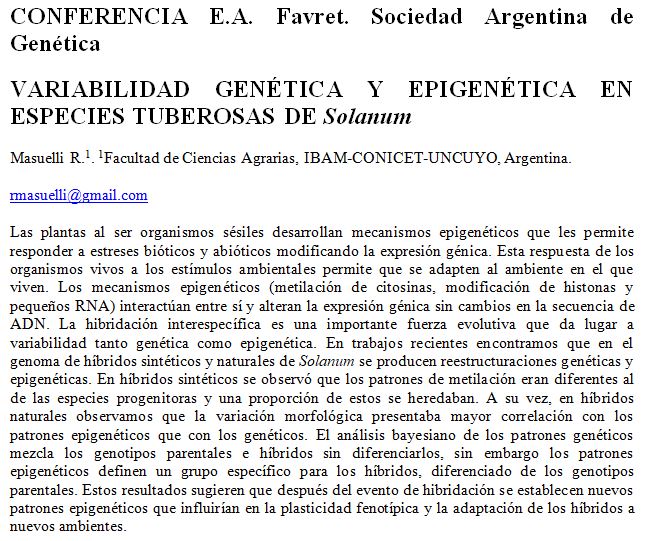 CONFERENCIA E.A. Favret. Sociedad Argentina de
Genética
VARIABILIDAD GENÉTICA Y EPIGENÉTICA EN
ESPECIES TUBEROSAS DE Solanum
Masuelli R.¹. ¹Facultad de Ciencias Agrarias, IBAM-CONICET-UNCUYO, Argentina.
rmasuelli@gmail.com
Las plantas al ser organismos sésiles desarrollan mecanismos epigenéticos que les permite
responder a estreses bióticos y abióticos modificando la expresión génica. Esta respuesta de los
organismos vivos a los estímulos ambientales permite que se adapten al ambiente en el que
viven. Los mecanismos epigenéticos (metilación de citosinas, modificación de histonas y
pequeños RNA) interactúan entre sí y alteran la expresión génica sin cambios en la secuencia de
ADN. La hibridación interespecífica es una importante fuerza evolutiva que da lugar a
variabilidad tanto genética como epigenética. En trabajos recientes encontramos que en el
genoma de híbridos sintéticos y naturales de Solanum se producen reestructuraciones genéticas y
epigenéticas. En híbridos sintéticos se observó que los patrones de metilación eran diferentes al
de las especies progenitoras y una proporción de estos se heredaban. A su vez, en híbridos
naturales observamos que la variación morfológica presentaba mayor correlación con los
patrones epigenéticos que con los genéticos. El análisis bayesiano de los patrones genéticos
mezcla los genotipos parentales e híbridos sin diferenciarlos, sin embargo los patrones
epigenéticos definen un grupo específico para los híbridos, diferenciado de los genotipos
parentales. Estos resultados sugieren que después del evento de hibridación se establecen nuevos
patrones epigenéticos que influirían en la plasticidad fenotípica y la adaptación de los híbridos a
nuevos ambientes.